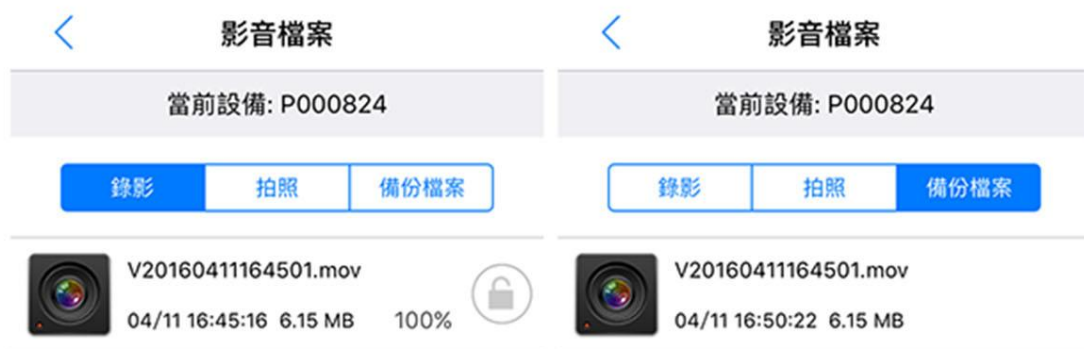 影音檔案
當前設備: P000824
錄影 拍照 備份檔案
V20160411164501.mov
04/11 16:45:16 6.15 MB 100%
影音檔案
當前設備: P000824
錄影 拍照 備份檔案
V20160411164501.mov
04/11 16:50:22 6.15 MB